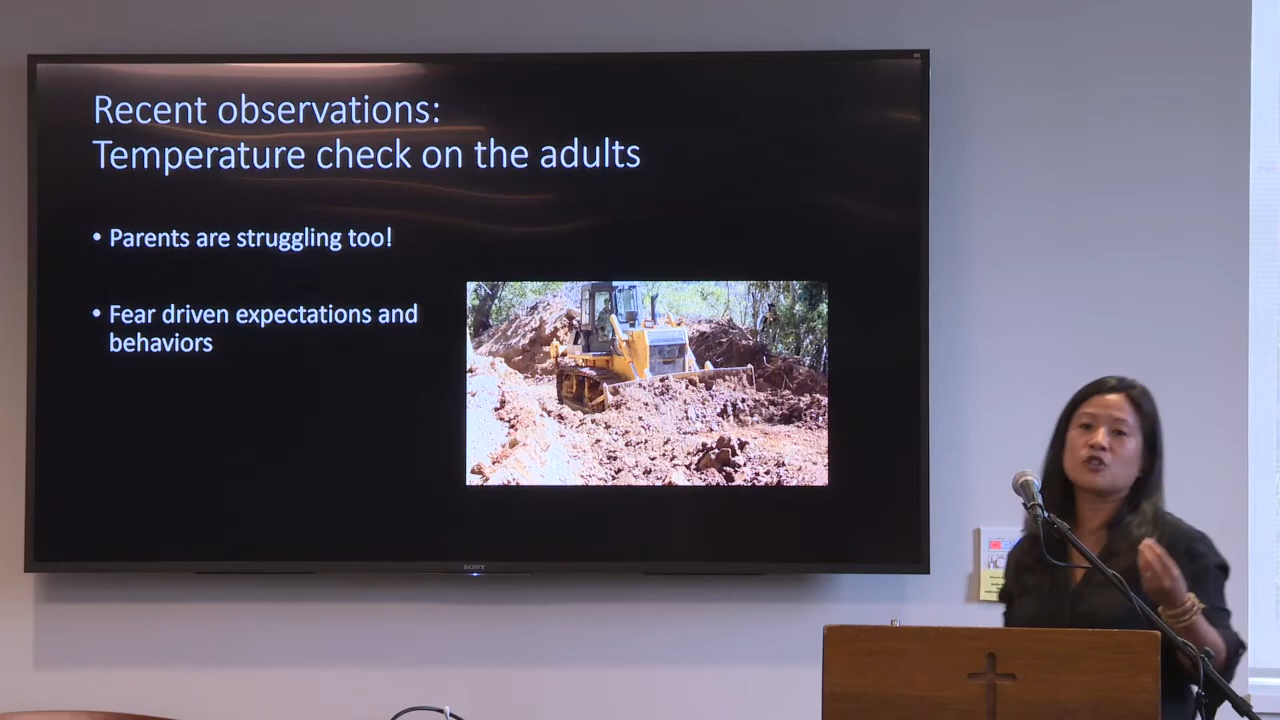 Recent observations:
Temperature check on the adults
• Parents are struggling too!
• Fear driven expectations and
behaviors
SONY